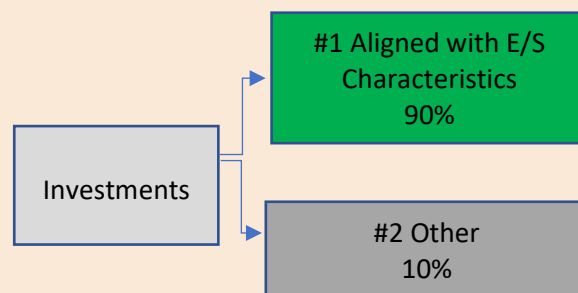 #1 Aligned with E/S
Characteristics
90%
Investments
#2 Other
10%